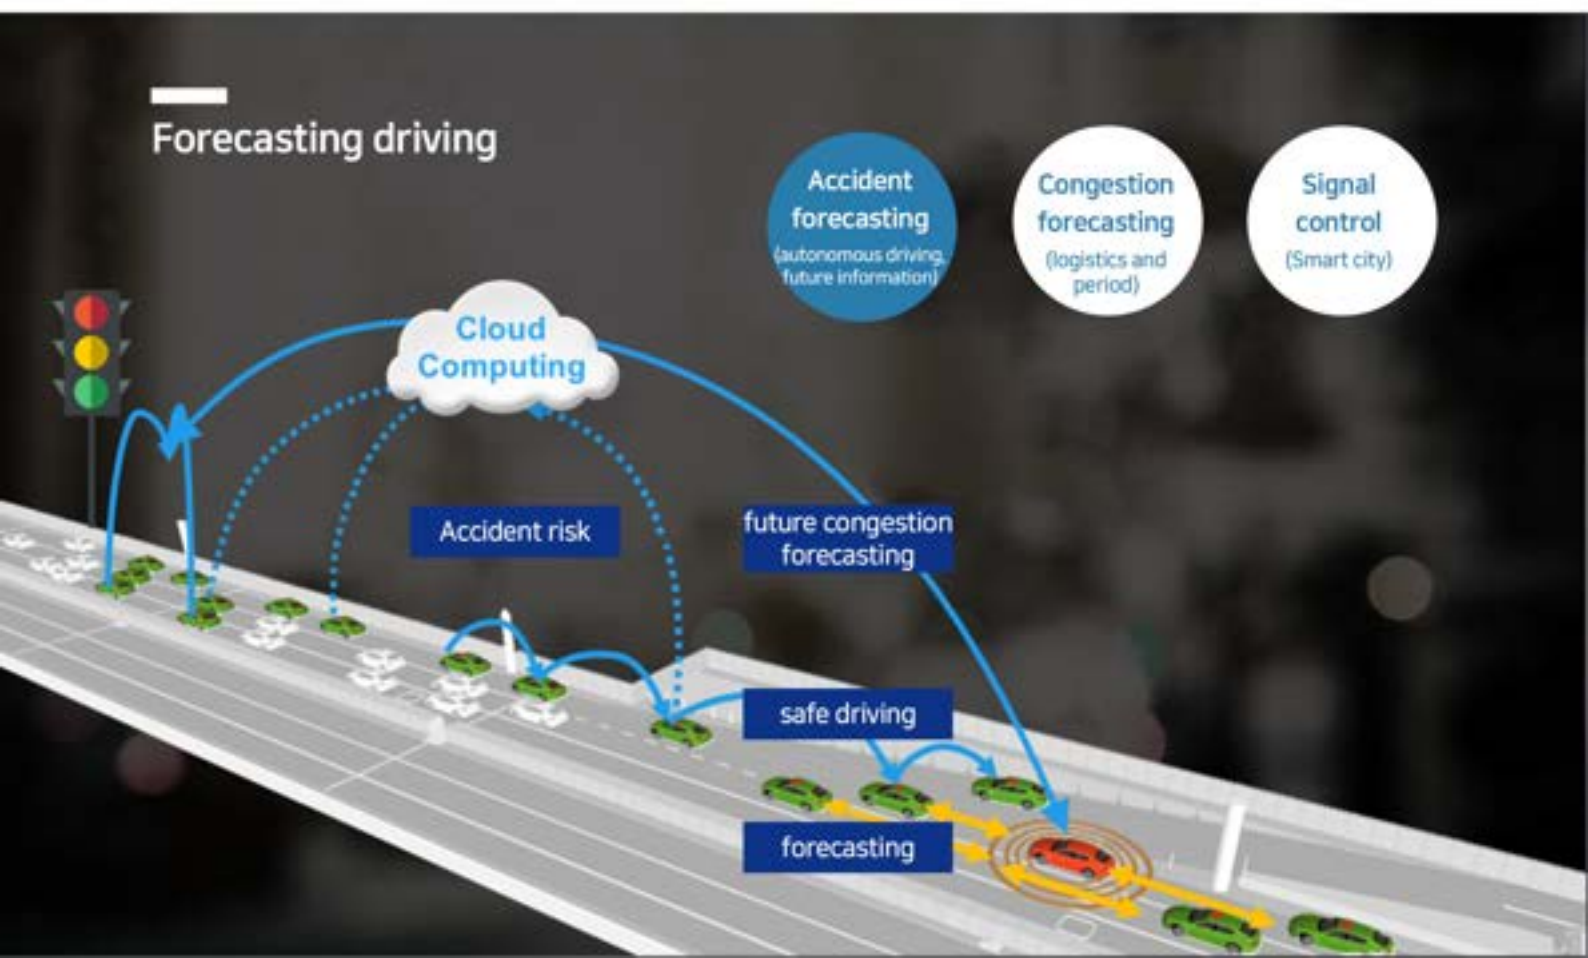 Forecasting driving
Accident
forecasting
(autonomous driving,
future information)
Congestion
forecasting
(logistics and
period)
Signal
control
(Smart city)
Cloud
Computing
Accident risk
future congestion
forecasting
safe driving
forecasting